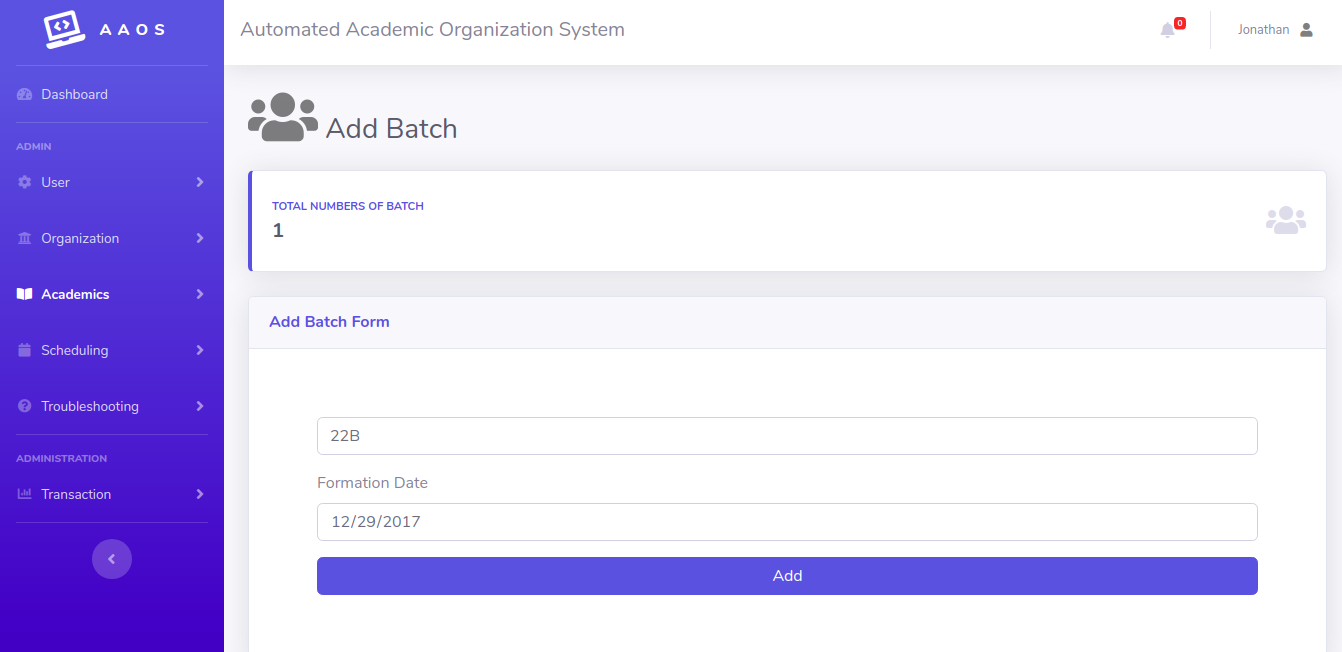 AAOS
Automated Academic Organization System
0
Jonathan
Dashboard
ADMIN
User
Organization
Academics
Scheduling
Troubleshooting
ADMINISTRATION
Transaction
Add Batch
TOTAL NUMBERS OF BATCH
1
Add Batch Form
22B
Formation Date
12/29/2017
Add